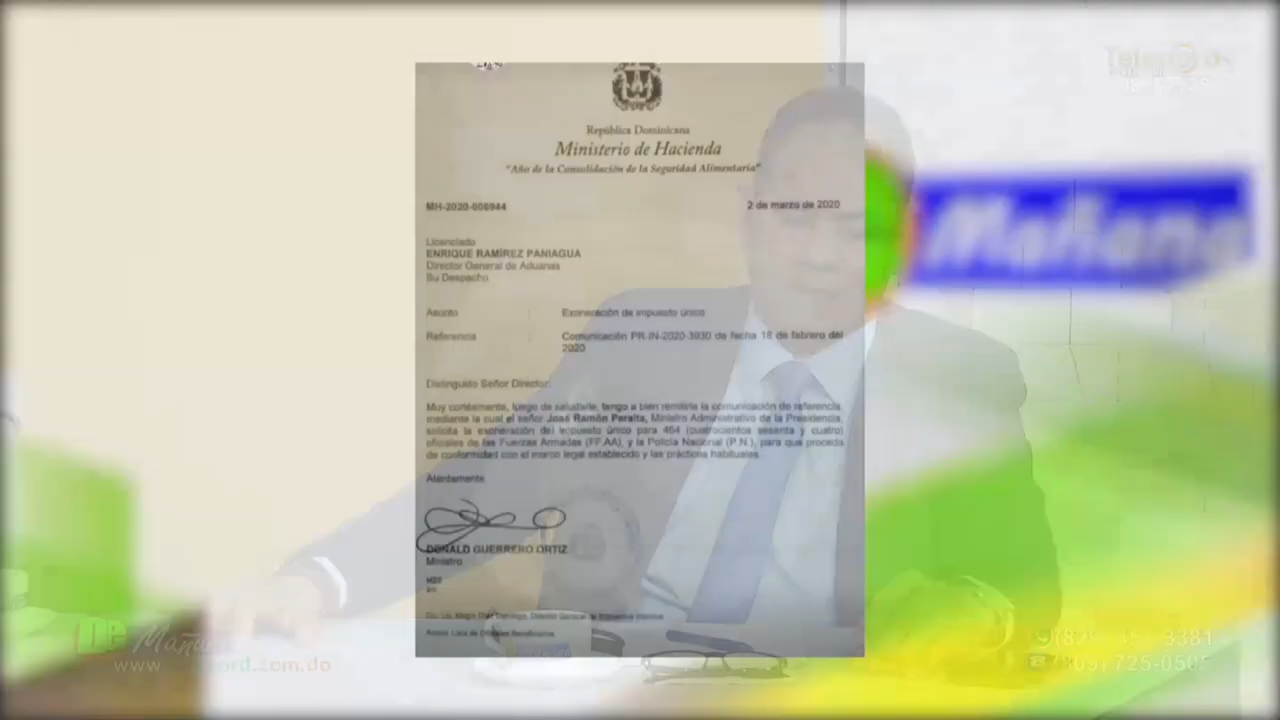 República Dominicana
Ministerio de Hacienda
"Año de la Consolidación de la Seguridad Alimentaria"
MH-2020-006944
2 de marzo de 2020
Licenciado
ENRIQUE RAMÍREZ PANIAGUA
Director General de Aduanas
Su Despacho
Asunto : Exoneración de impuesto único
Referencia : Comunicación PR-IN-2020-3930 de fecha 18 de febrero del
2020
Distinguido Señor Director:
Muy cortésmente, luego de saludarle, tengo a bien remitirle la comunicación de referencia,
mediante la cual el señor José Ramón Peralta, Ministro Administrativo de la Presidencia,
solicita la exoneración del impuesto único para 464 (cuatrocientos sesenta y cuatro)
oficiales de las Fuerzas Armadas (FF.AA), y la Policía Nacional (P.N.), para que proceda
de conformidad con el marco legal establecido y las prácticas habituales.
Atentamente
DONALD GUERRERO ORTIZ
Ministro
Mañana
De Mañana